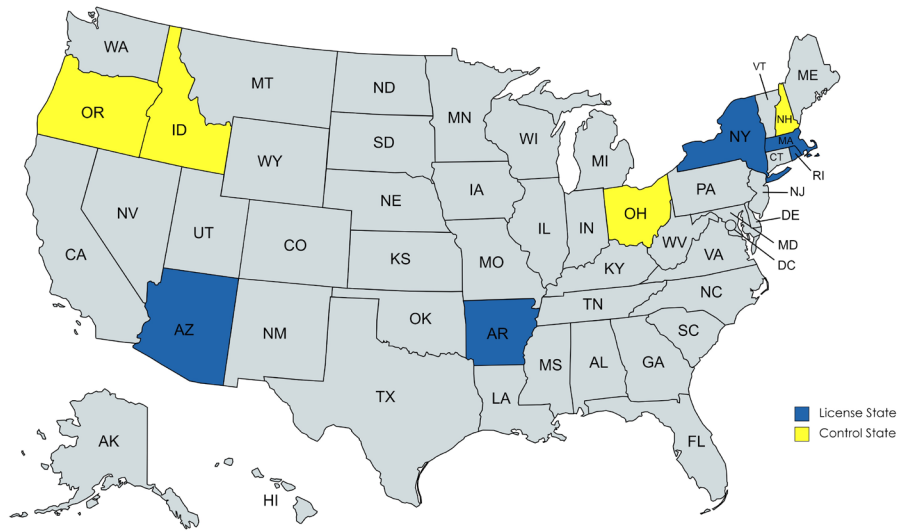 WA
MT
ND
MN
VT
ME
OR
ID
SD
WI
MI
NY
NH
MA
CT
RI
WY
NE
IA
PA
NJ
NV
UT
CO
IL
IN
OH
DE
CA
KS
MO
KY
WV
VA
MD
DC
AZ
NM
OK
AR
TN
NC
TX
LA
MS
AL
GA
SC
FL
AK
HI
License State
Control State